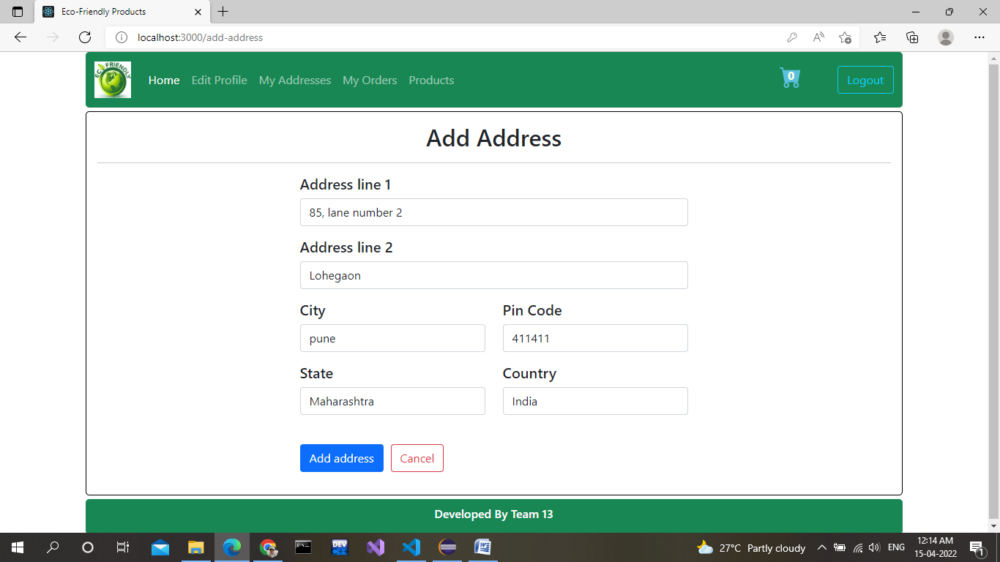 Eco-Friendly Products
localhost:3000/add-address
ECO FRIENDLY
Home Edit Profile My Addresses My Orders Products 0 Logout
Add Address
Address line 1
85, lane number 2
Address line 2
Lohegaon
City Pin Code
pune 411411
State Country
Maharashtra India
Add address Cancel
Developed By Team 13
DEV
27°C Partly cloudy ENG 12:14 AM
15-04-2022
1